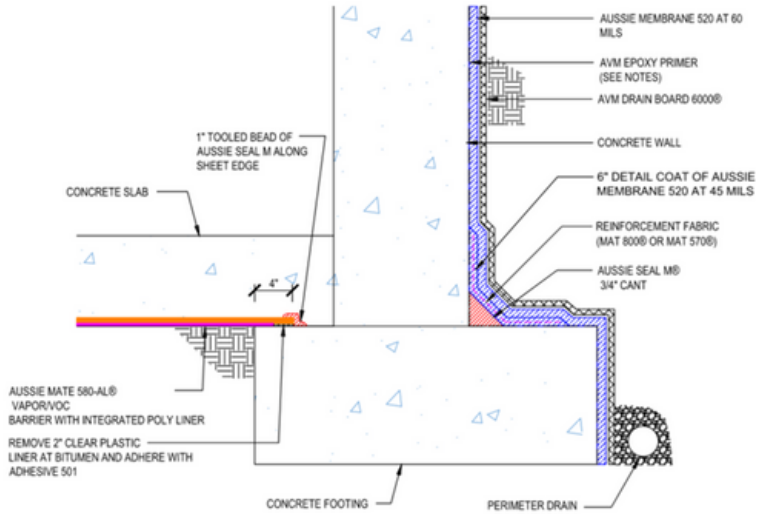 AUSSIE MEMBRANE 520 AT 60
MILS
AVM EPOXY PRIMER
(SEE NOTES)
AVM DRAIN BOARD 6000®
1" TOOLED BEAD OF
AUSSIE SEAL M ALONG
SHEET EDGE
CONCRETE WALL
6" DETAIL COAT OF AUSSIE
MEMBRANE 520 AT 45 MILS
CONCRETE SLAB
REINFORCEMENT FABRIC
(MAT 800® OR MAT 570®)
AUSSIE SEAL M®
3/4" CANT
4"
AUSSIE MATE 580-AL®
VAPOR/VOC
BARRIER WITH INTEGRATED POLY LINER
REMOVE 2" CLEAR PLASTIC
LINER AT BITUMEN AND ADHERE WITH
ADHESIVE 501
CONCRETE FOOTING
PERIMETER DRAIN